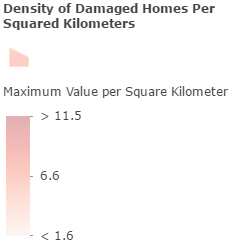 Density of Damaged Homes Per
Squared Kilometers
Maximum Value per Square Kilometer
> 11.5
6.6
< 1.6